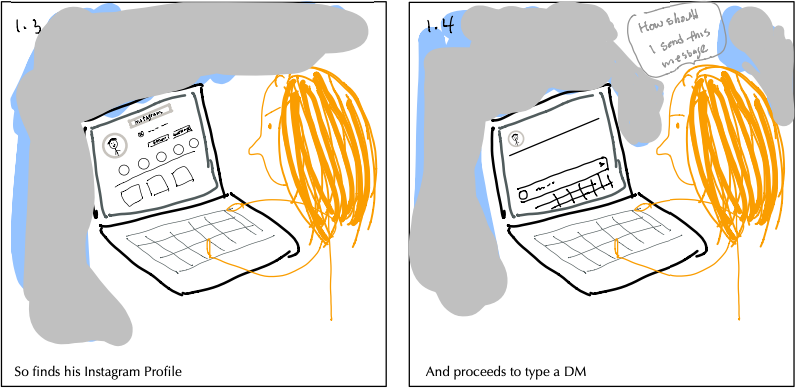 1.3
Instagram
So finds his Instagram Profile
1.4
How should
I send this
message
And proceeds to type a DM